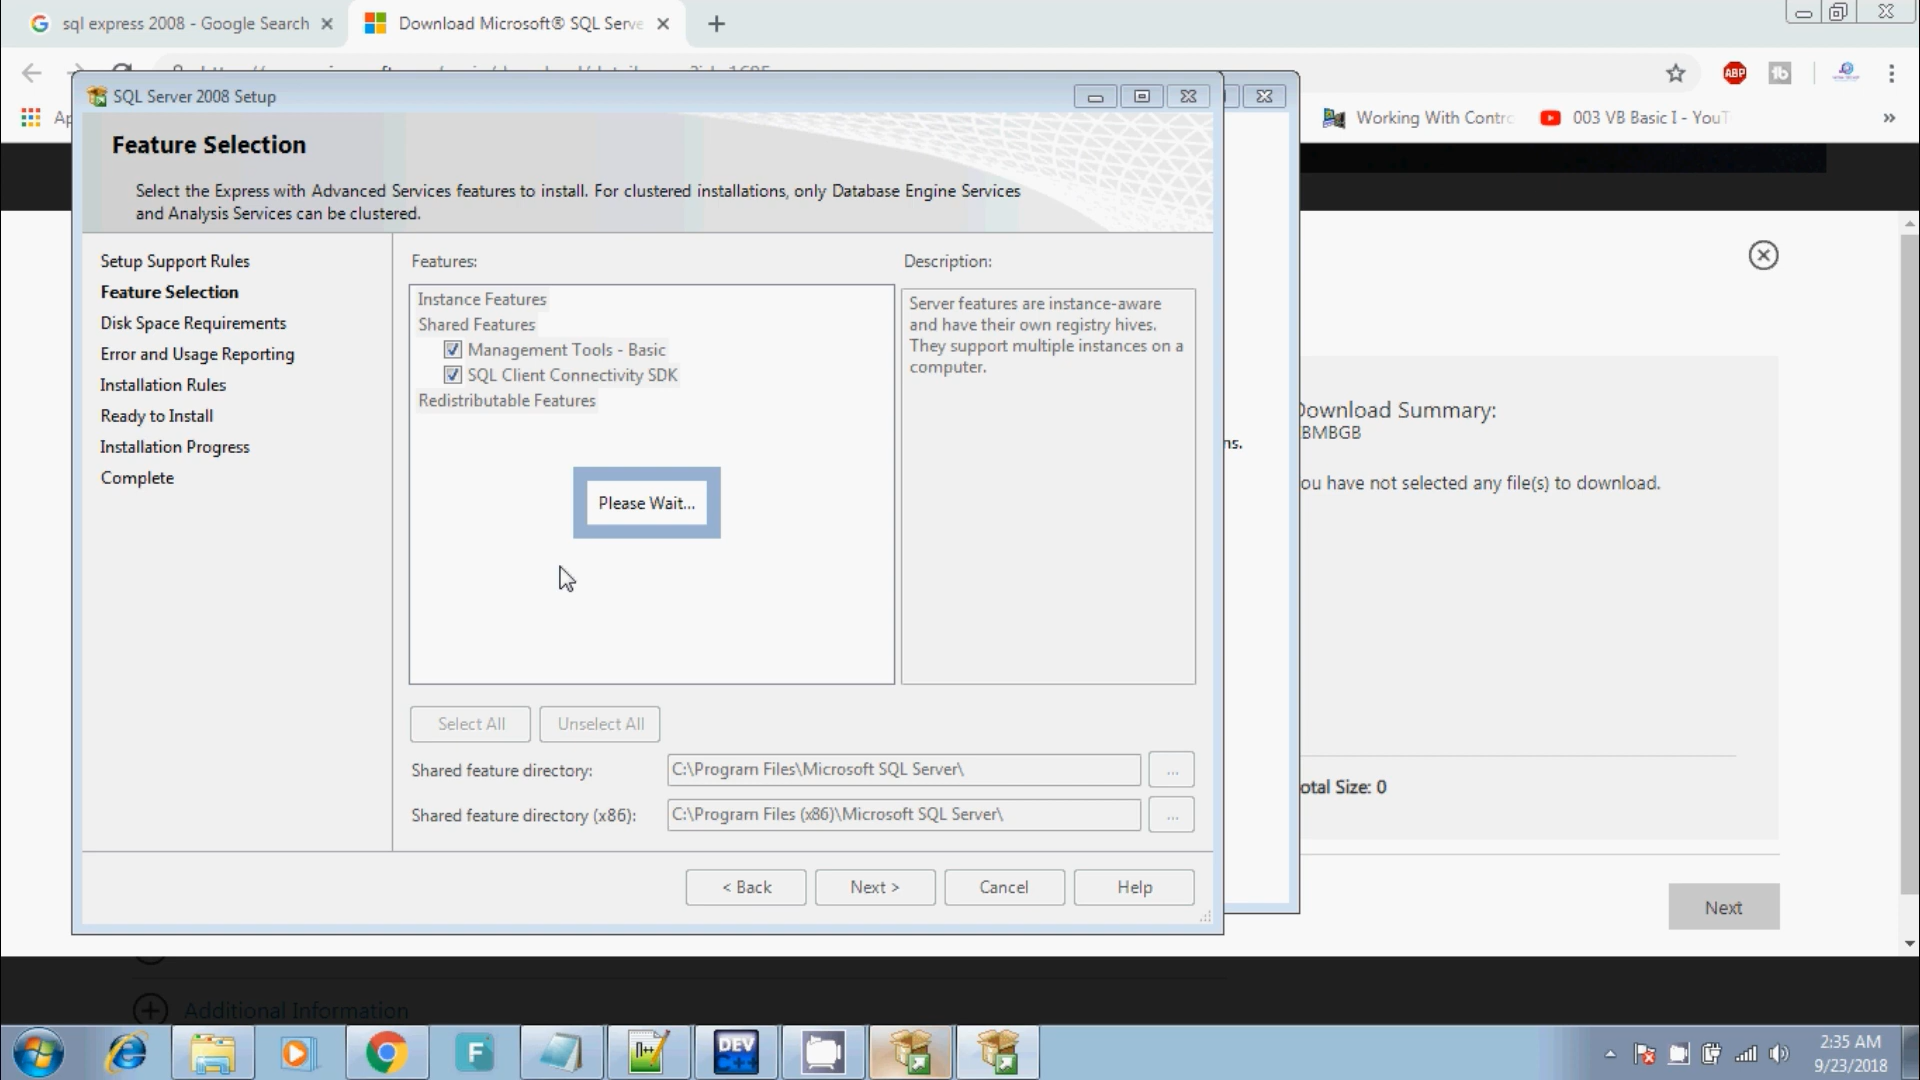 sql express 2008 - Google Search
Download Microsoft® SQL Serve
ABP
Working With Contro
003 VB Basic I - YouT
»
SQL Server 2008 Setup
Feature Selection
Select the Express with Advanced Services features to install. For clustered installations, only Database Engine Services
and Analysis Services can be clustered.
Setup Support Rules
Feature Selection
Disk Space Requirements
Error and Usage Reporting
Installation Rules
Ready to Install
Installation Progress
Complete
Features:
Instance Features
Shared Features
Management Tools - Basic
SQL Client Connectivity SDK
Redistributable Features
Please Wait...
Description:
Server features are instance-aware
and have their own registry hives.
They support multiple instances on a
computer.
Select All
Unselect All
Shared feature directory:
C:\Program Files\Microsoft SQL Server\
...
Shared feature directory (x86):
C:\Program Files (x86)\Microsoft SQL Server\
...
< Back
Next >
Cancel
Help
ns.
ownload Summary:
BMBGB
ou have not selected any file(s) to download.
otal Size: 0
Next
Additional Information
F
n++
DEV
C++
2:35 AM
9/23/2018